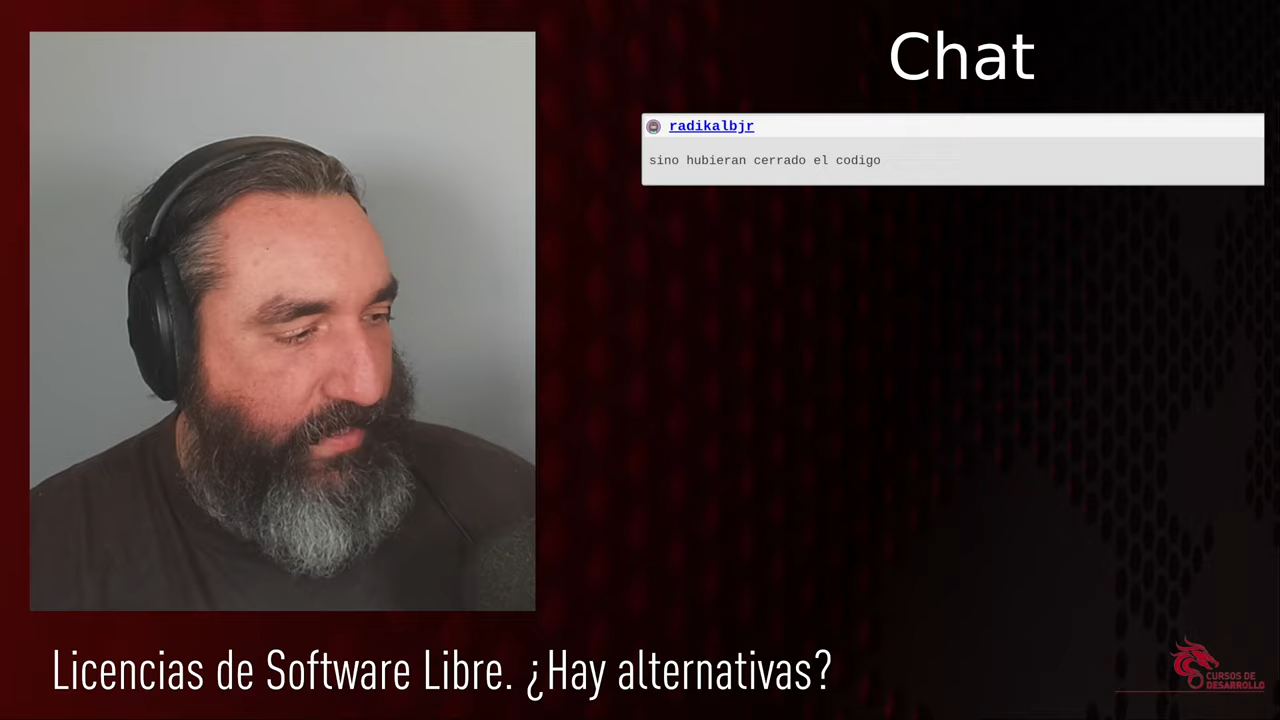 Chat
radikalbjr
sino hubieran cerrado el codigo
Licencias de Software Libre. ¿Hay alternativas?
CURSOS DE
DESARROLLO